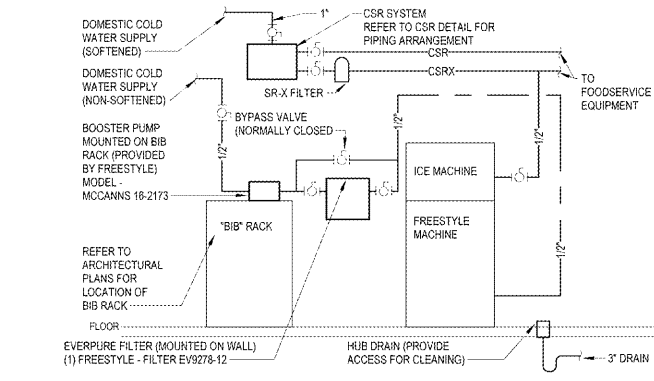 DOMESTIC COLD
WATER SUPPLY
(SOFTENED)
1"
CSR SYSTEM
REFER TO CSR DETAIL FOR
PIPING ARRANGEMENT
CSR
CSRX
DOMESTIC COLD
WATER SUPPLY
(NON-SOFTENED)
SR-X FILTER
TO
FOODSERVICE
EQUIPMENT
BOOSTER PUMP
MOUNTED ON BIB
RACK (PROVIDED
BY FREESTYLE)
MODEL -
MCCANNS 16-2173
BYPASS VALVE
(NORMALLY CLOSED
1/2"
1/2"
1/2"
1/2"
ICE MACHINE
FREESTYLE
MACHINE
"BIB" RACK
REFER TO
ARCHITECTURAL
PLANS FOR
LOCATION OF
BIB RACK
FLOOR
EVERPURE FILTER (MOUNTED ON WALL)
(1) FREESTYLE - FILTER EV9278-12
HUB DRAIN (PROVIDE
ACCESS FOR CLEANING)
3" DRAIN